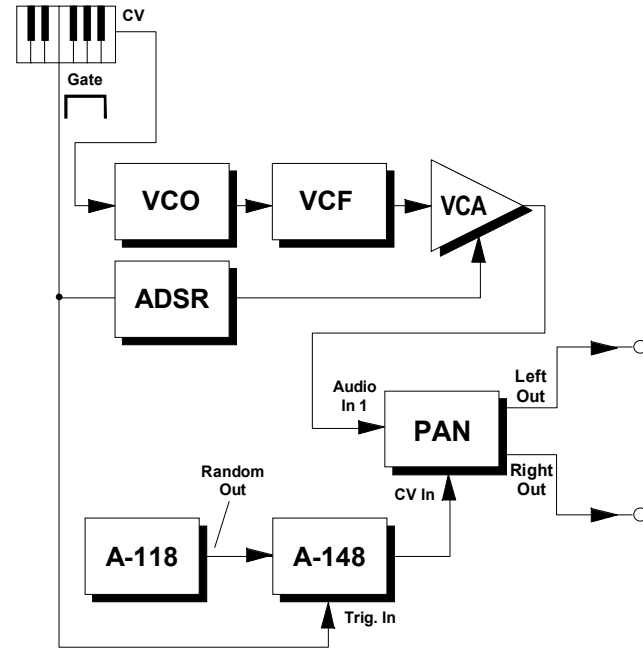 CV
Gate
VCO
VCF
VCA
ADSR
Audio
In 1
PAN
Left
Out
Right
Out
CV In
Random
Out
A-118
A-148
Trig. In